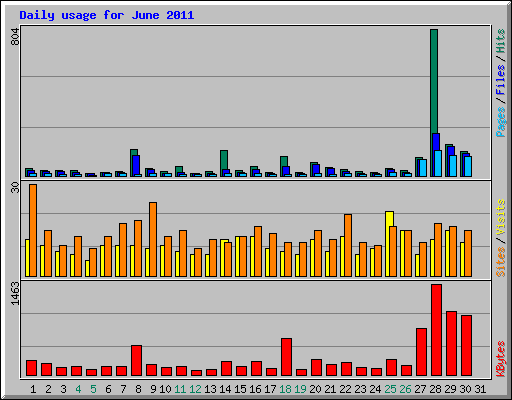 Daily usage for June 2011
804
Pages / Files / Hits
30
Sites / Visits
1463
KBytes
1 2 3 4 5 6 7 8 9 10 11 12 13 14 15 16 17 18 19 20 21 22 23 24 25 26 27 28 29 30 31